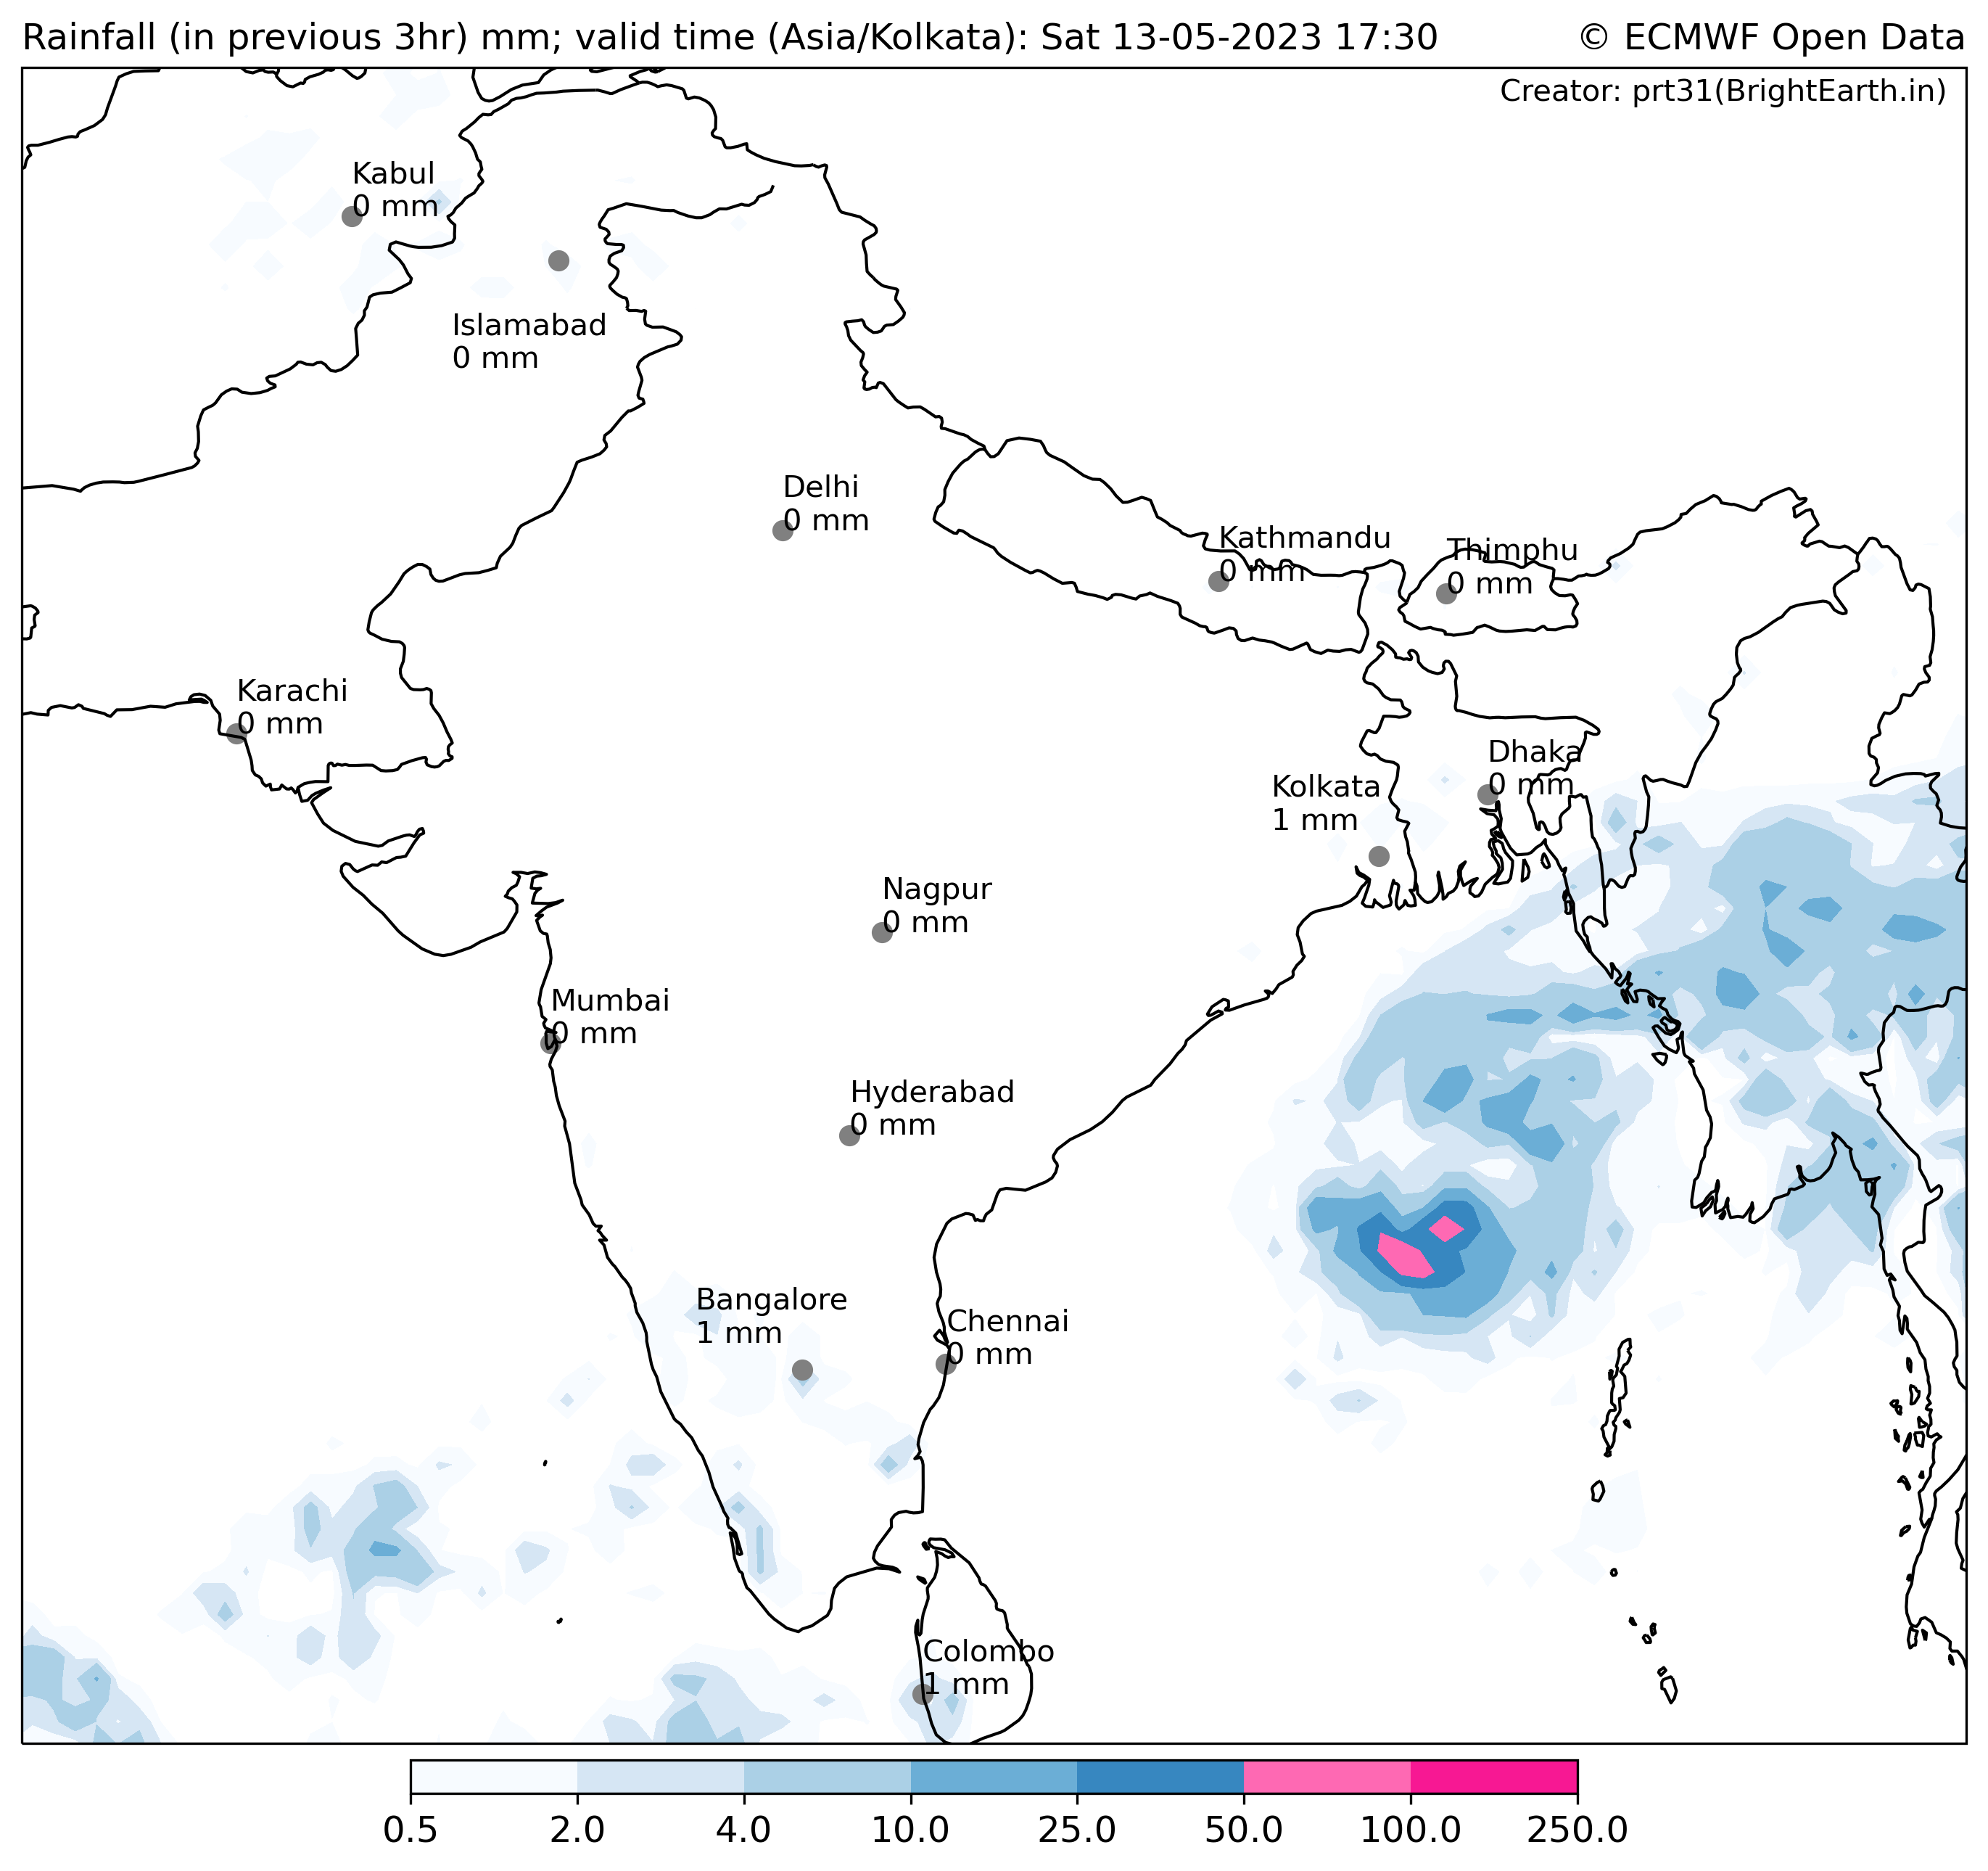 Rainfall (in previous 3hr) mm; valid time (Asia/Kolkata): Sat 13-05-2023 17:30
© ECMWF Open Data
Creator: prt31(BrightEarth.in)
Kabul
0 mm
Islamabad
0 mm
Delhi
0 mm
Kathmandu
0 mm
Thimphu
0 mm
Karachi
0 mm
Dhaka
0 mm
Kolkata
1 mm
Nagpur
0 mm
Mumbai
0 mm
Hyderabad
0 mm
Bangalore
1 mm
Chennai
0 mm
Colombo
1 mm
0.5 2.0 4.0 10.0 25.0 50.0 100.0 250.0